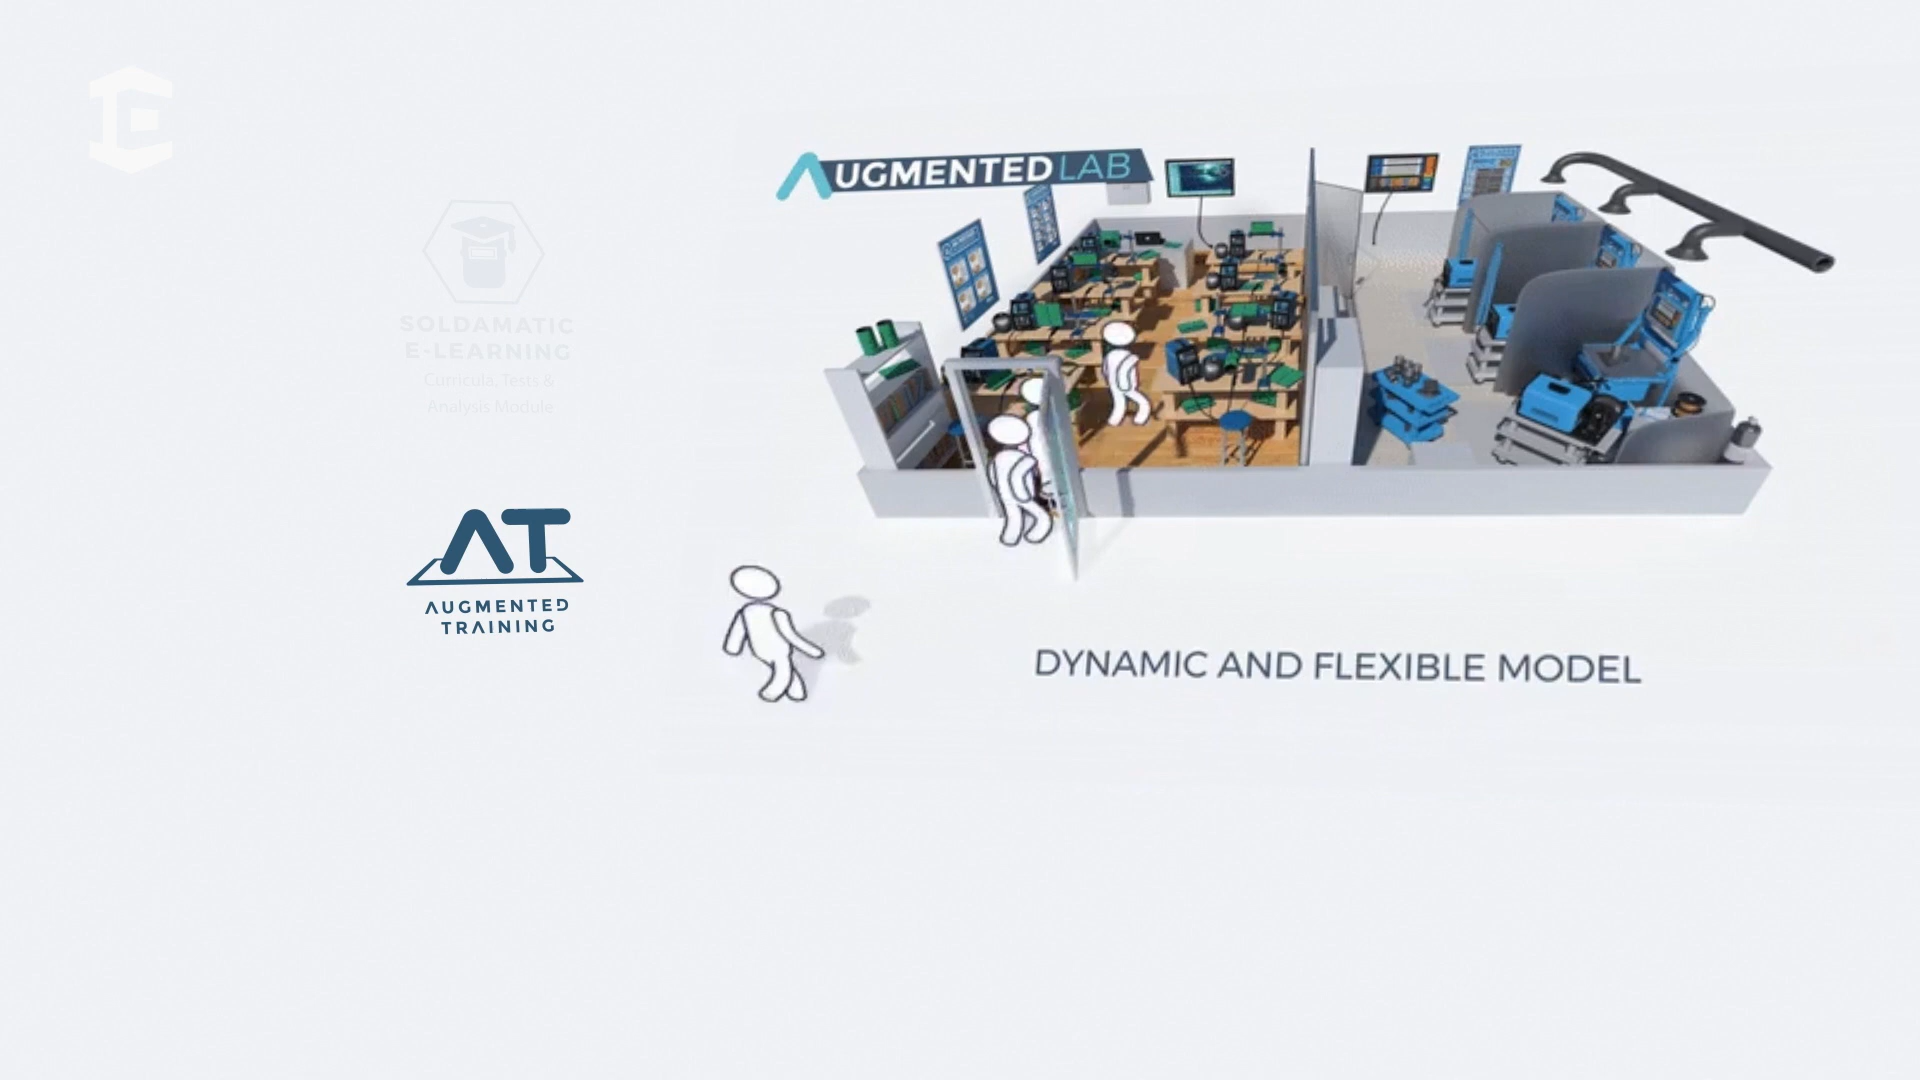 AUGMENTED LAB
SOLDAMATIC
E-LEARNING
Curricula, Tests &
Analysis Module
AT
AUGMENTED
TRAINING
DYNAMIC AND FLEXIBLE MODEL